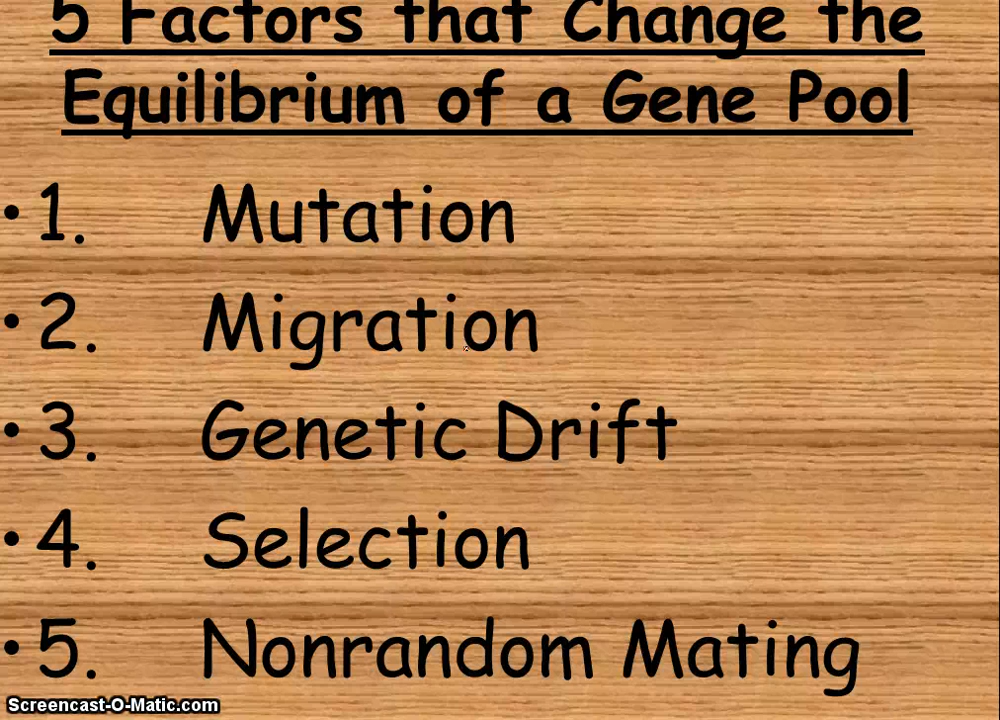 5 Factors that Change the
Equilibrium of a Gene Pool
• 1. Mutation
• 2. Migration
• 3. Genetic Drift
• 4. Selection
• 5. Nonrandom Mating
Screencast-O-Matic.com